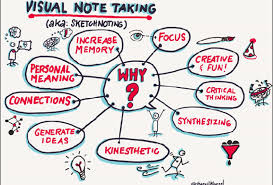 VISUAL NOTE TAKING
(aka: SKETCHNOTING)
INCREASE
MEMORY
FOCUS
PERSONAL
MEANING
CREATIVE
& FUN!
WHY
?
CONNECTIONS
CRITICAL
THINKING
GENERATE
IDEAS
SYNTHESIZING
KINESTHETIC